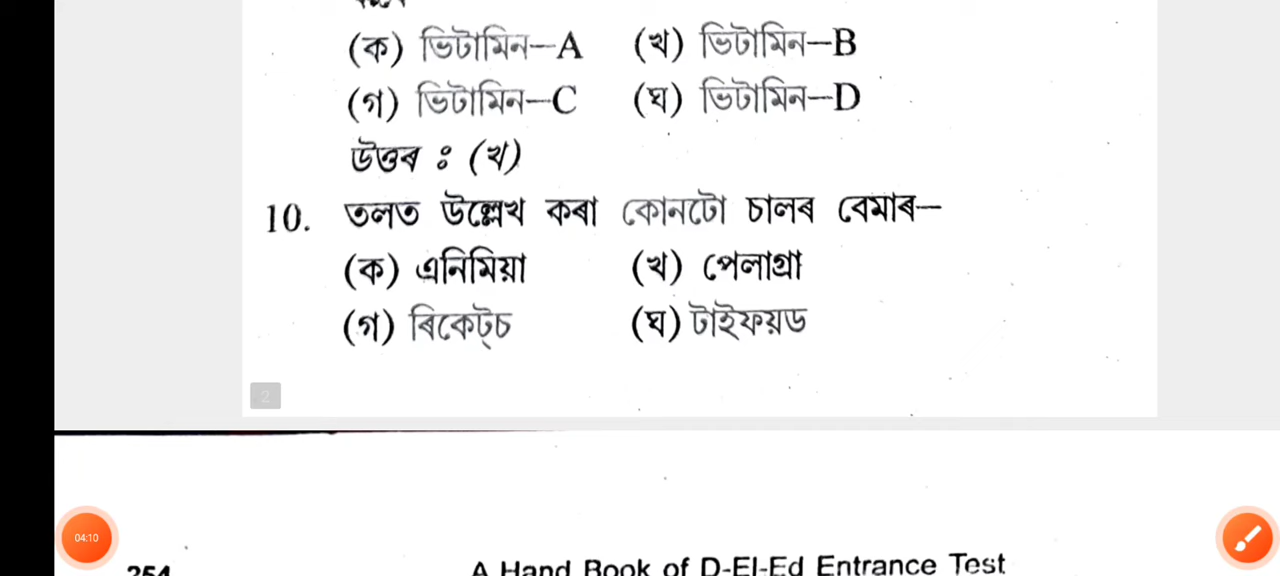 (ক) ভিটামিন–A (খ) ভিটামিন–B
(গ) ভিটামিন–C (ঘ) ভিটামিন–D
উত্তৰ : (খ)
10. তলত উল্লেখ কৰা কোনটো চালৰ বেমাৰ–
(ক) এনিমিয়া (খ) পেলাগ্ৰা
(গ) ৰিকেট্চ (ঘ) টাইফয়ড
2
04:10
254 A Hand Book of D-El-Ed Entrance Test